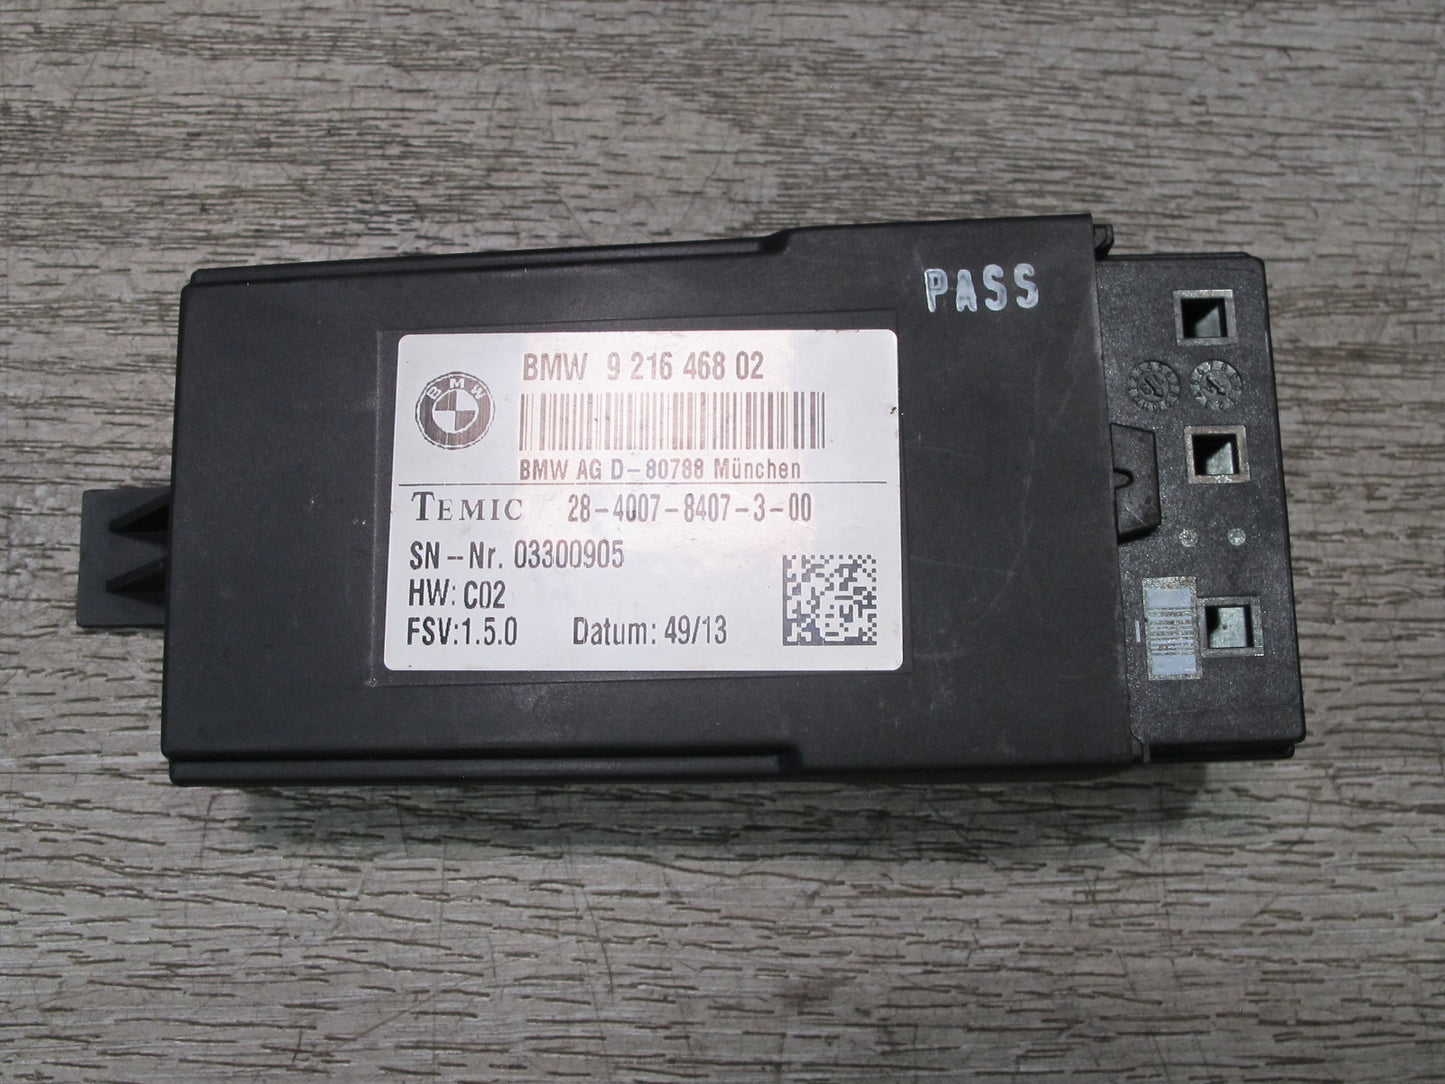 PASS
BMW 9 216 468 02
BMW
BMW AG D-80788 München
TEMIC 28-4007-8407-3-00
SN-Nr. 03300905
HW: C02
FSV:1.5.0 Datum: 49/13